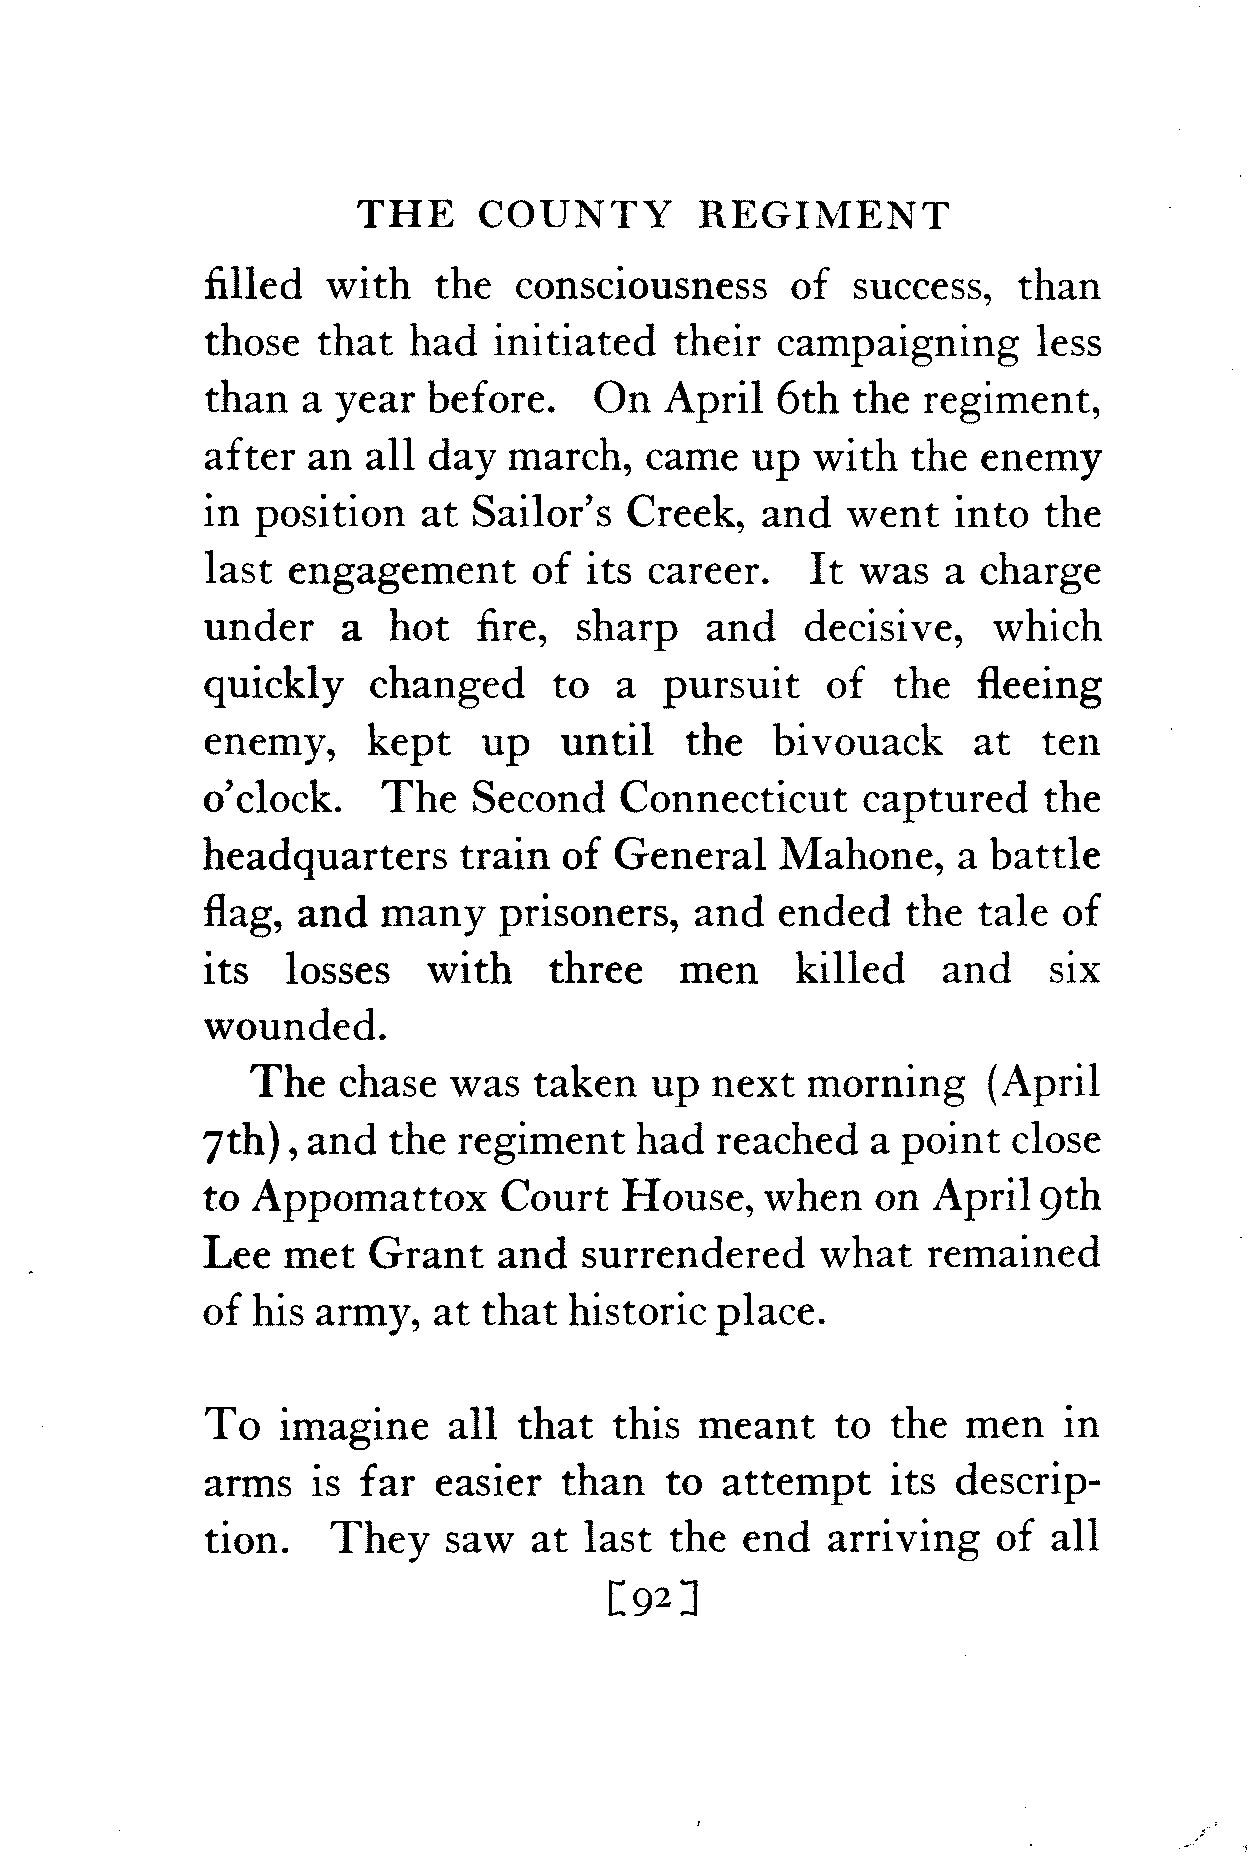 THE COUNTY REGIMENT
filled with the consciousness of success, than
those that had initiated their campaigning less
than a year before. On April 6th the regiment,
after an all day march, came up with the enemy
in position at Sailor's Creek, and went into the
last engagement of its career. It was a charge
under a hot fire, sharp and decisive, which
quickly changed to a pursuit of the fleeing
enemy, kept up until the bivouack at ten
o'clock. The Second Connecticut captured the
headquarters train of General Mahone, a battle
flag, and many prisoners, and ended the tale of
its losses with three men killed and six
wounded.
The chase was taken up next morning (April
7th), and the regiment had reached a point close
to Appomattox Court House, when on April 9th
Lee met Grant and surrendered what remained
of his army, at that historic place.
To imagine all that this meant to the men in
arms is far easier than to attempt its descrip-
tion. They saw at last the end arriving of all
[92]